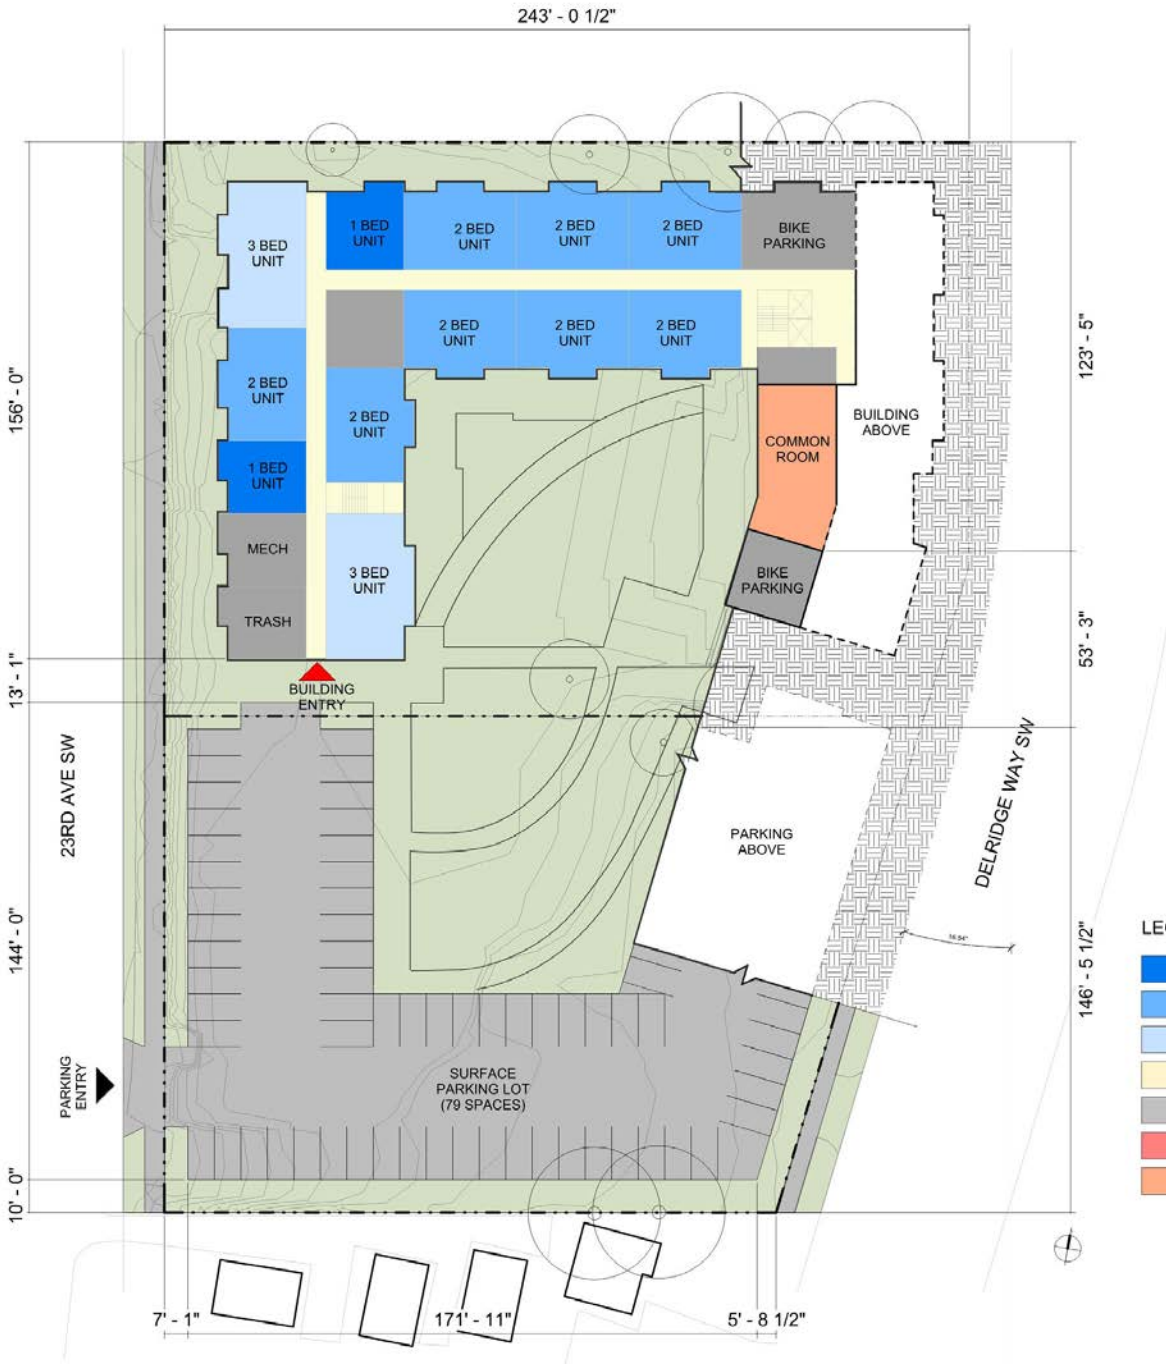 243' - 0 1/2"
1 BED
UNIT
2 BED
UNIT
2 BED
UNIT
2 BED
UNIT
BIKE
PARKING
3 BED
UNIT
2 BED
UNIT
2 BED
UNIT
2 BED
UNIT
123' - 5"
156' - 0"
2 BED
UNIT
2 BED
UNIT
BUILDING
ABOVE
COMMON
ROOM
1 BED
UNIT
MECH
3 BED
UNIT
BIKE
PARKING
TRASH
53' - 3"
13' - 1"
BUILDING
ENTRY
23RD AVE SW
DELRIDGE WAY SW
PARKING
ABOVE
144' - 0"
146' - 5 1/2"
PARKING
ENTRY
SURFACE
PARKING LOT
(79 SPACES)
10' - 0"
7' - 1"
171' - 11"
5' - 8 1/2"